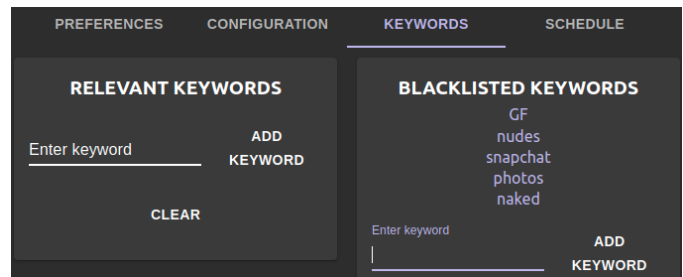 PREFERENCES CONFIGURATION KEYWORDS SCHEDULE
RELEVANT KEYWORDS
Enter keyword
ADD
KEYWORD
CLEAR
BLACKLISTED KEYWORDS
GF
nudes
snapchat
photos
naked
Enter keyword
ADD
KEYWORD